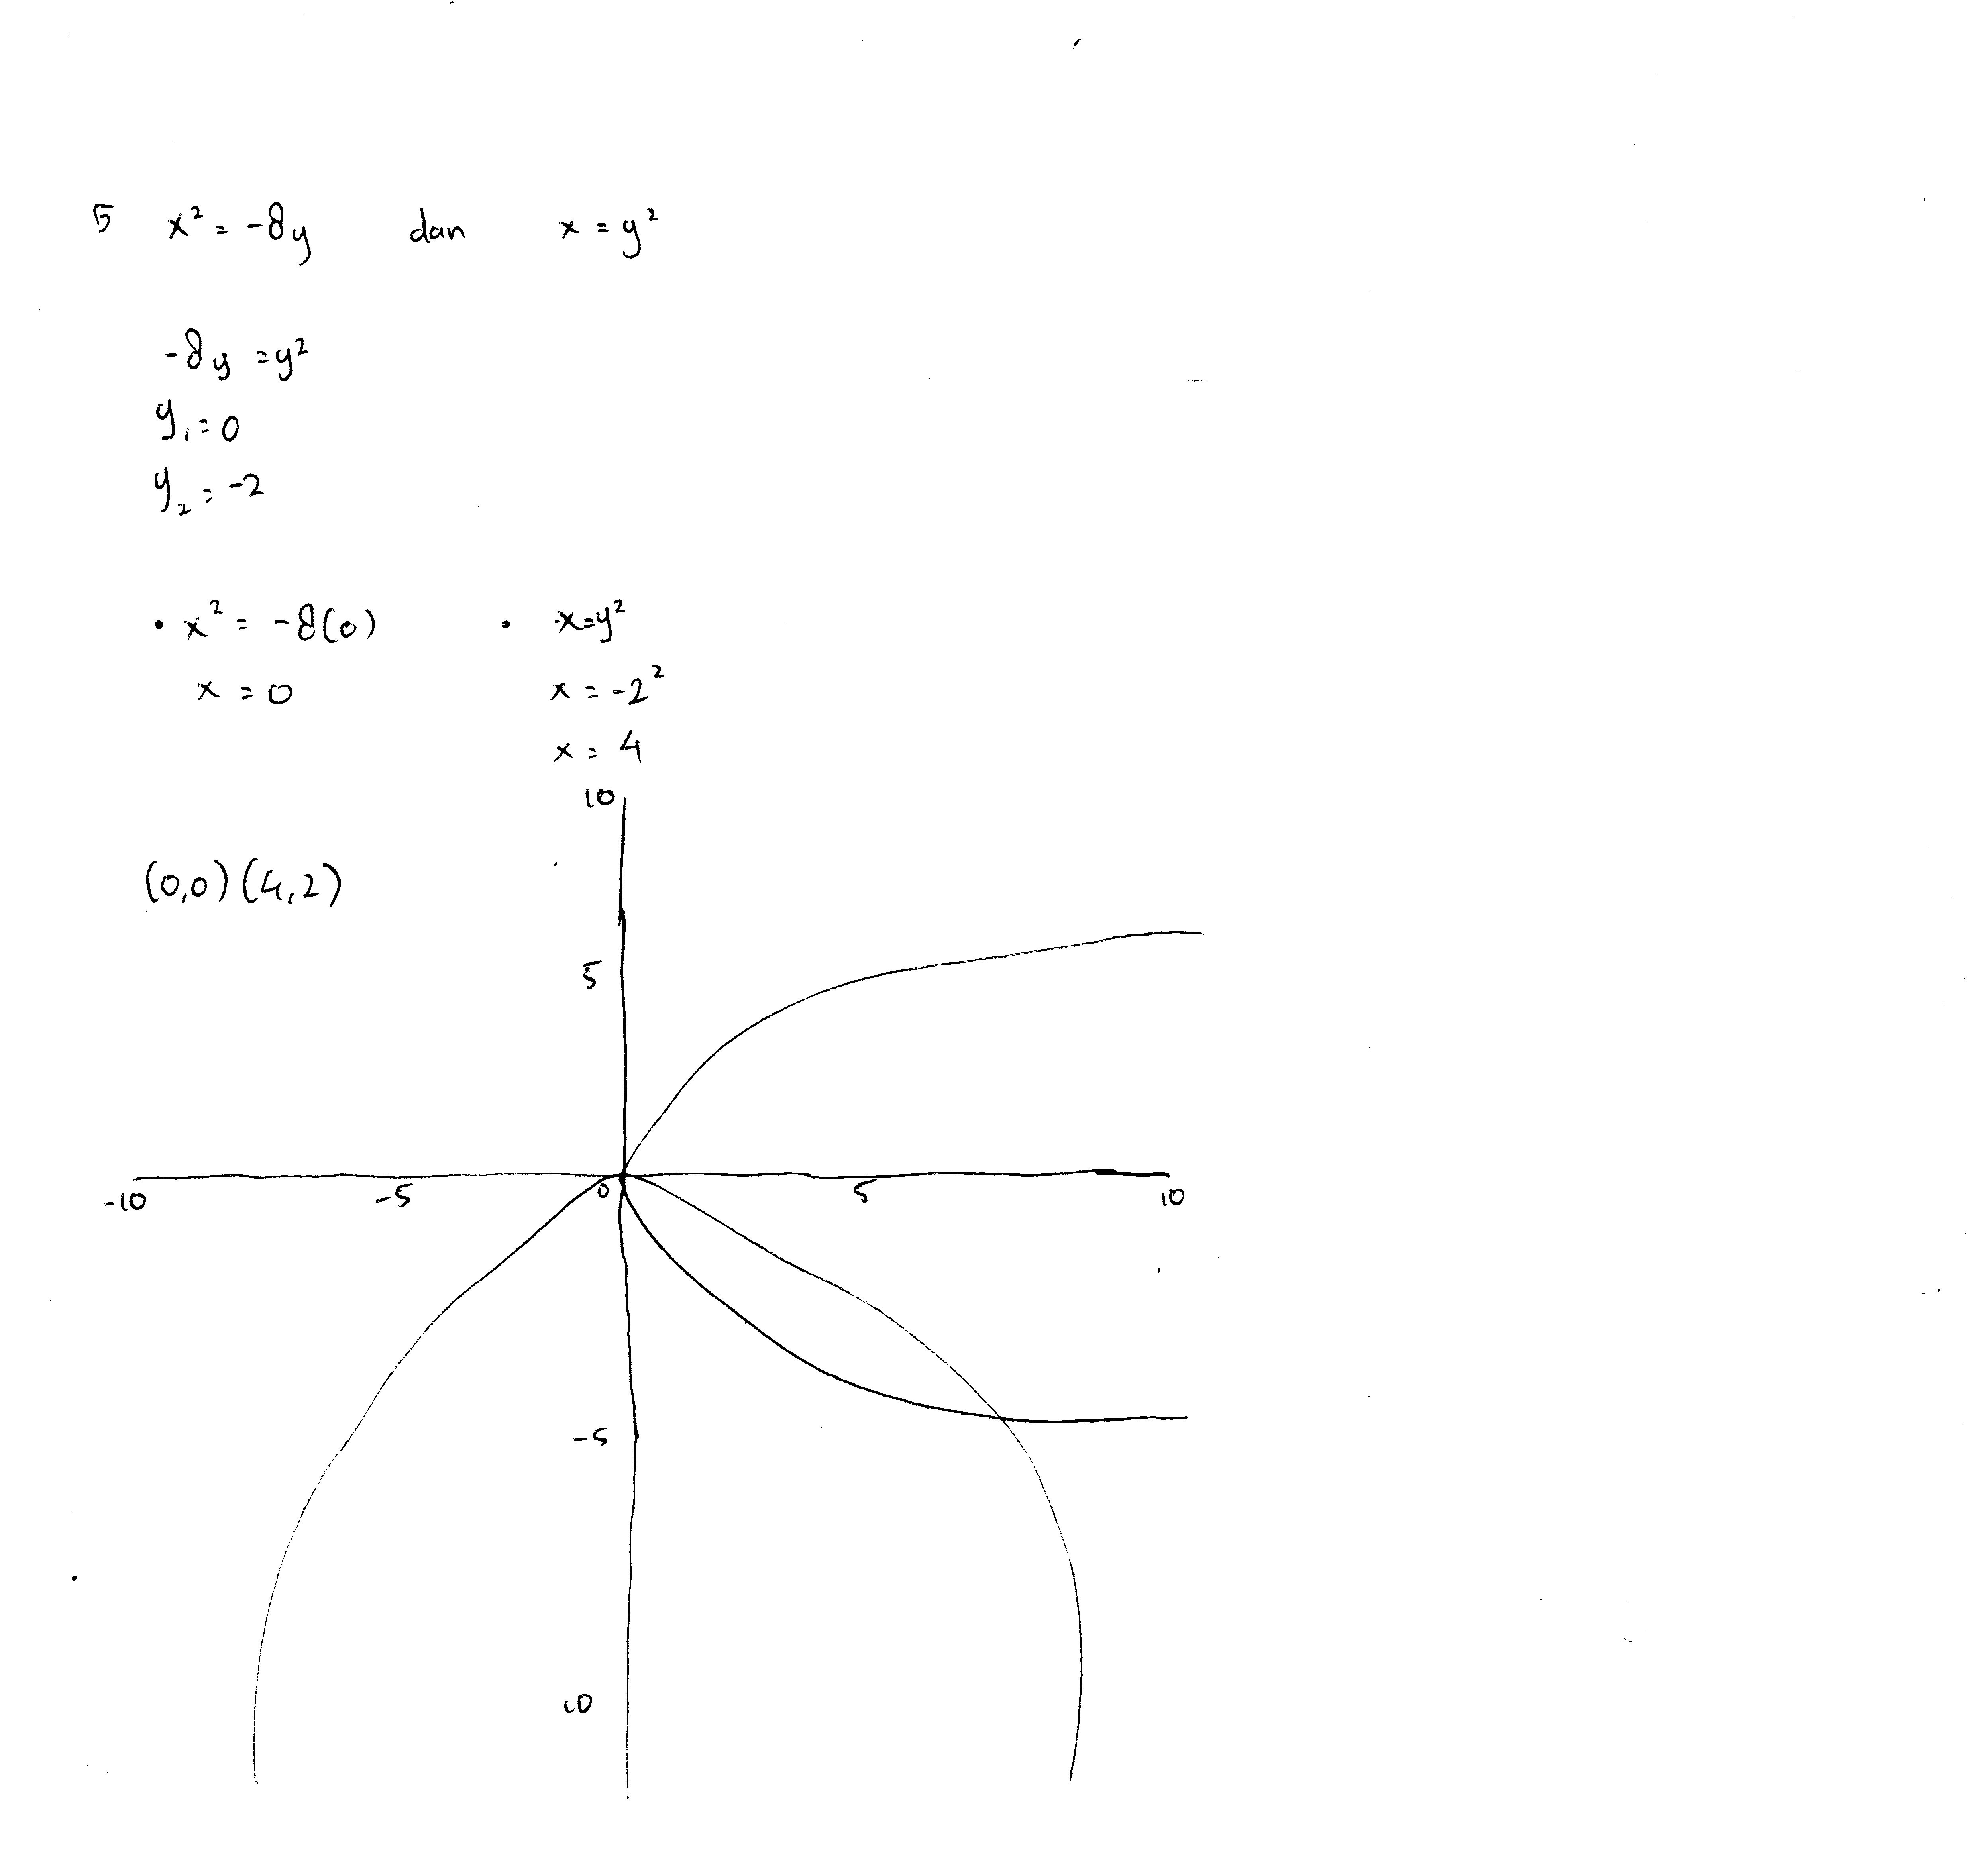 5 x² = -8y dan x = y²
-8y = y²
y₁ = 0
y₂ = -2
• x² = -8(0) • x = y²
x = 0 x = -2²
x = 4
10
(0,0) (4,2)
5
-10 -5 0 5 10
-5
10